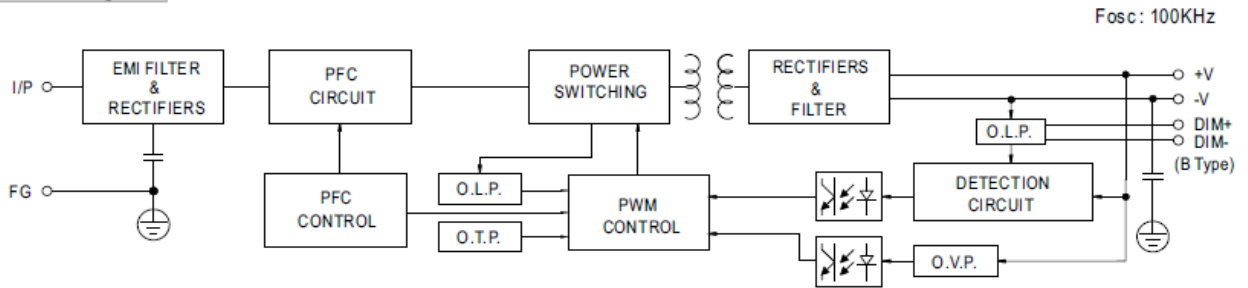 Fosc : 100KHz
I/P
EMI FILTER
&
RECTIFIERS
PFC
CIRCUIT
POWER
SWITCHING
RECTIFIERS
&
FILTER
+V
-V
DIM+
DIM-
(B Type)
O.L.P.
FG
PFC
CONTROL
O.L.P.
O.T.P.
PWM
CONTROL
DETECTION
CIRCUIT
O.V.P.